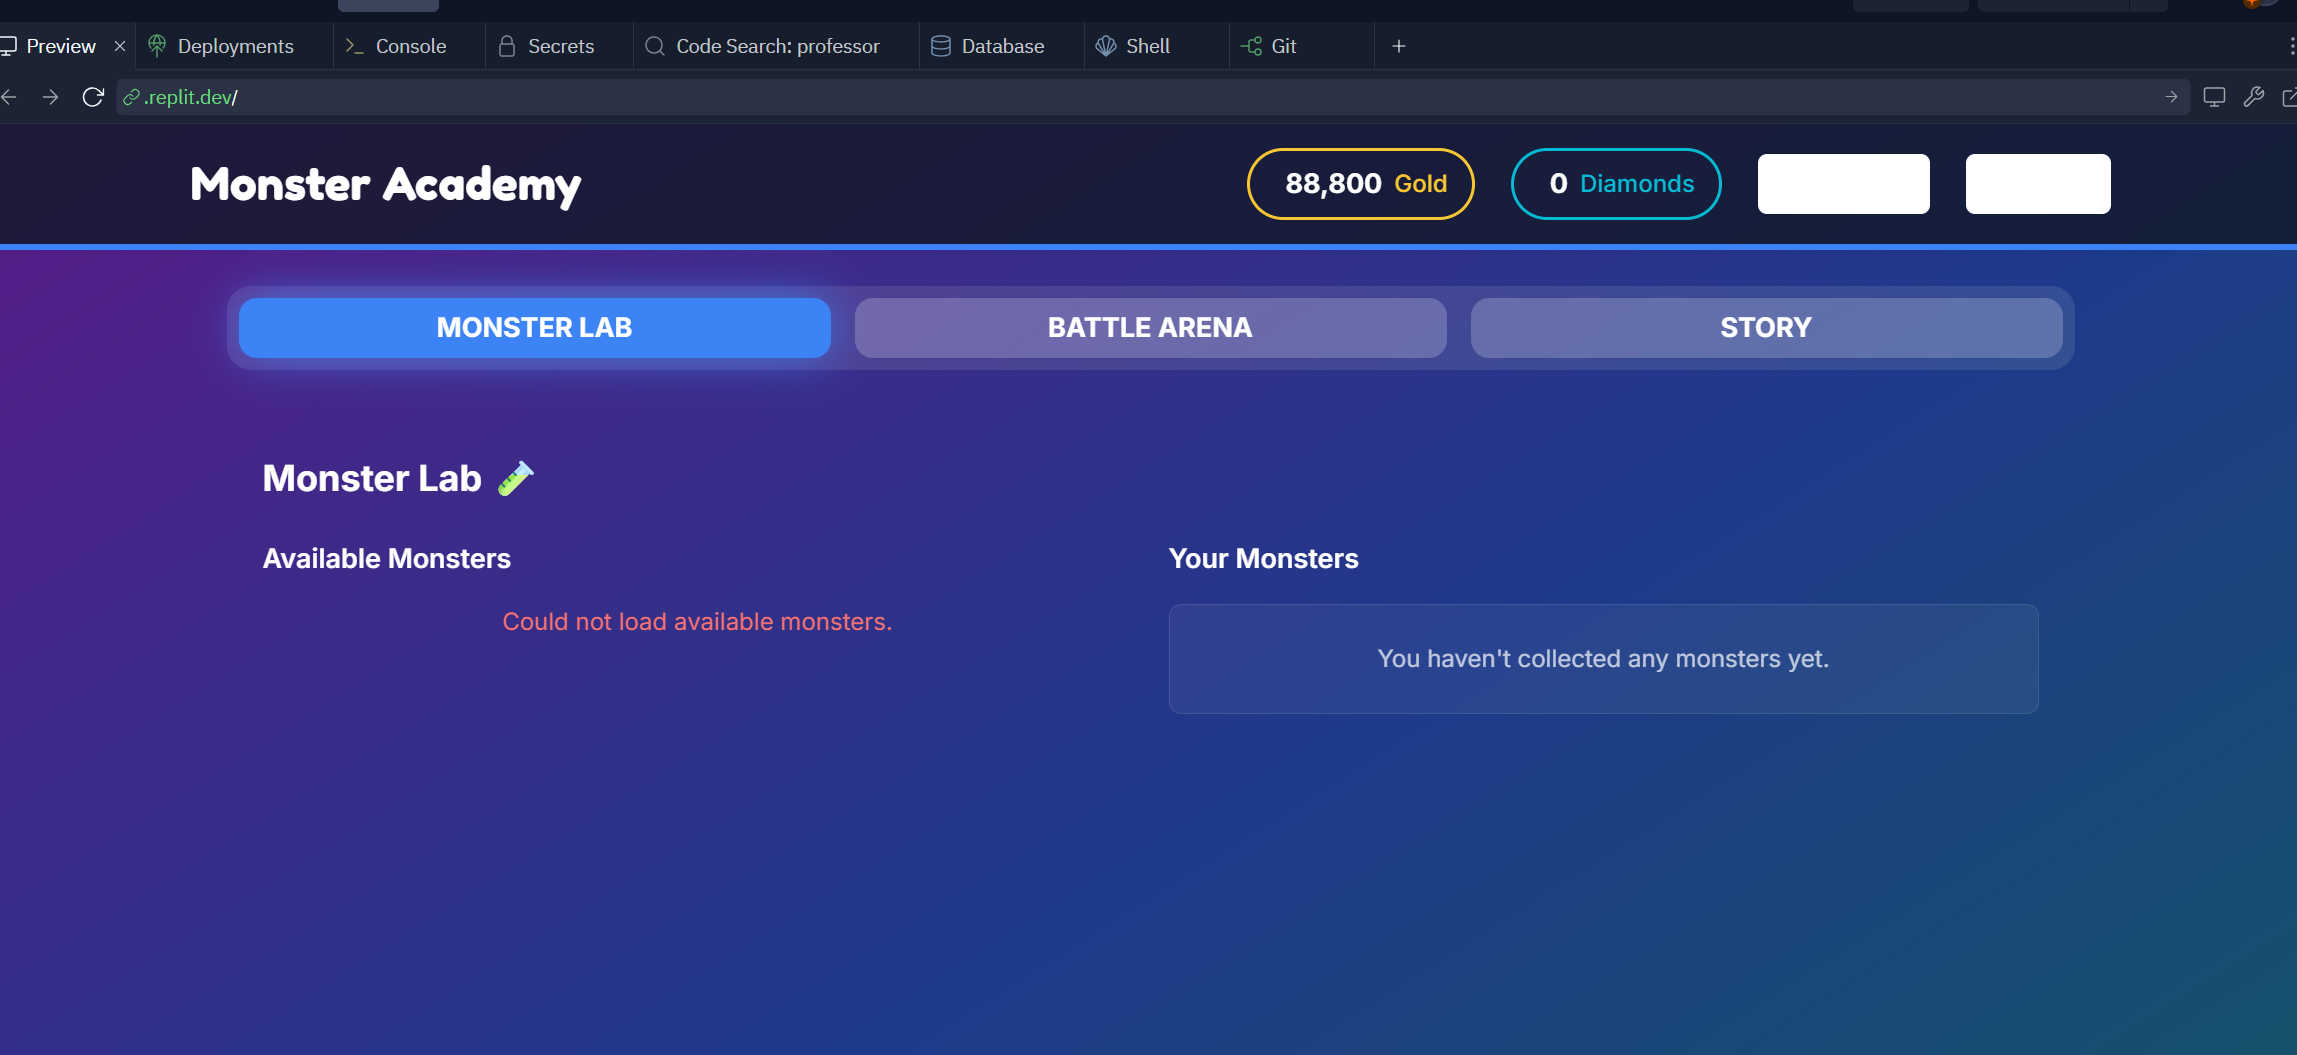 Preview
Deployments
Console
Secrets
Code Search: professor
Database
Shell
Git
.replit.dev/
Monster Academy
88,800 Gold
0 Diamonds
MONSTER LAB
BATTLE ARENA
STORY
Monster Lab
Available Monsters
Could not load available monsters.
Your Monsters
You haven't collected any monsters yet.